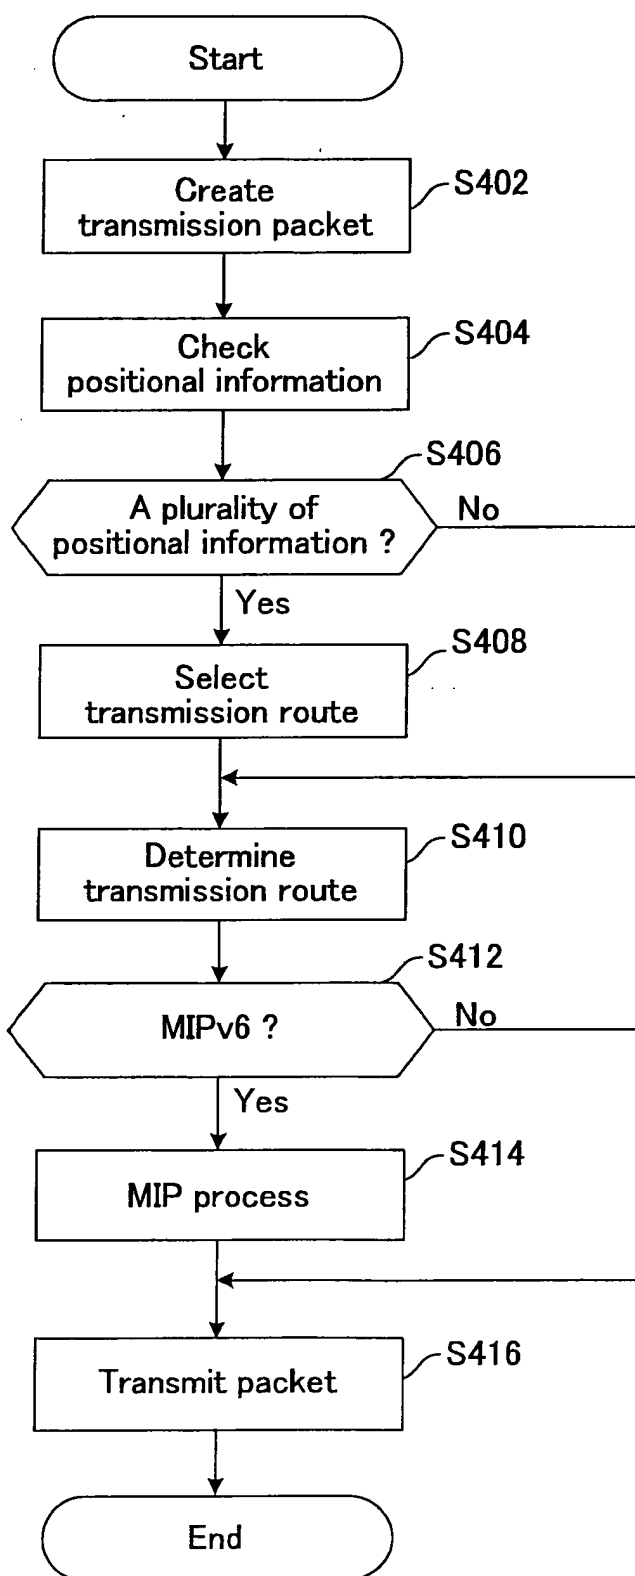 Start
Create
transmission packet
S402
Check
positional information
S404
S406
A plurality of
positional information ?
No
Yes
S408
Select
transmission route
Determine
transmission route
S410
S412
MIPv6 ?
No
Yes
MIP process
S414
Transmit packet
S416
End